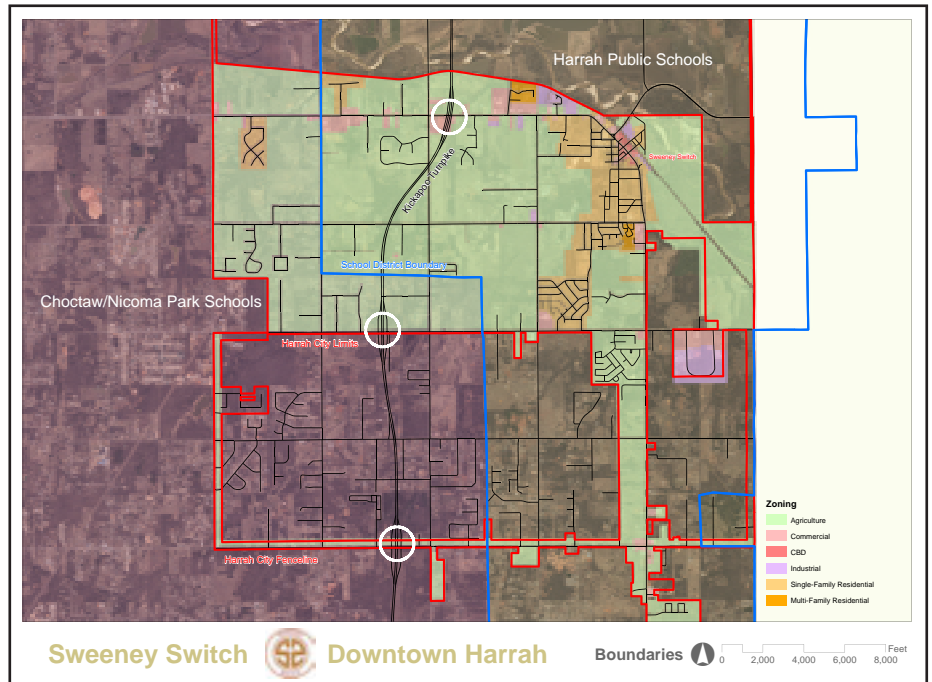 Harrah Public Schools
Sweeney Switch
Kickapoo Turnpike
School District Boundary
Choctaw/Nicoma Park Schools
Harrah City Limits
Harrah City Fenceline
Zoning
Agriculture
Commercial
CBD
Industrial
Single-Family Residential
Multi-Family Residential
Sweeney Switch
SS
Downtown Harrah
Boundaries
Feet
0 2,000 4,000 6,000 8,000